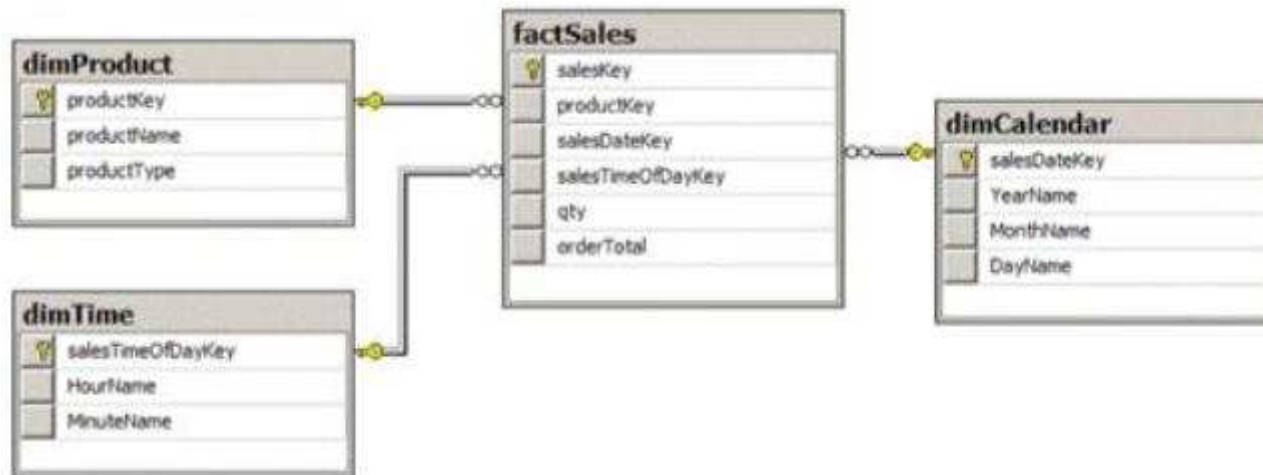 dimProduct
productKey
productName
productType
dimTime
salesTimeOfDayKey
HourName
MinuteName
factSales
salesKey
productKey
salesDateKey
salesTimeOfDayKey
qty
orderTotal
dimCalendar
salesDateKey
YearName
MonthName
DayName